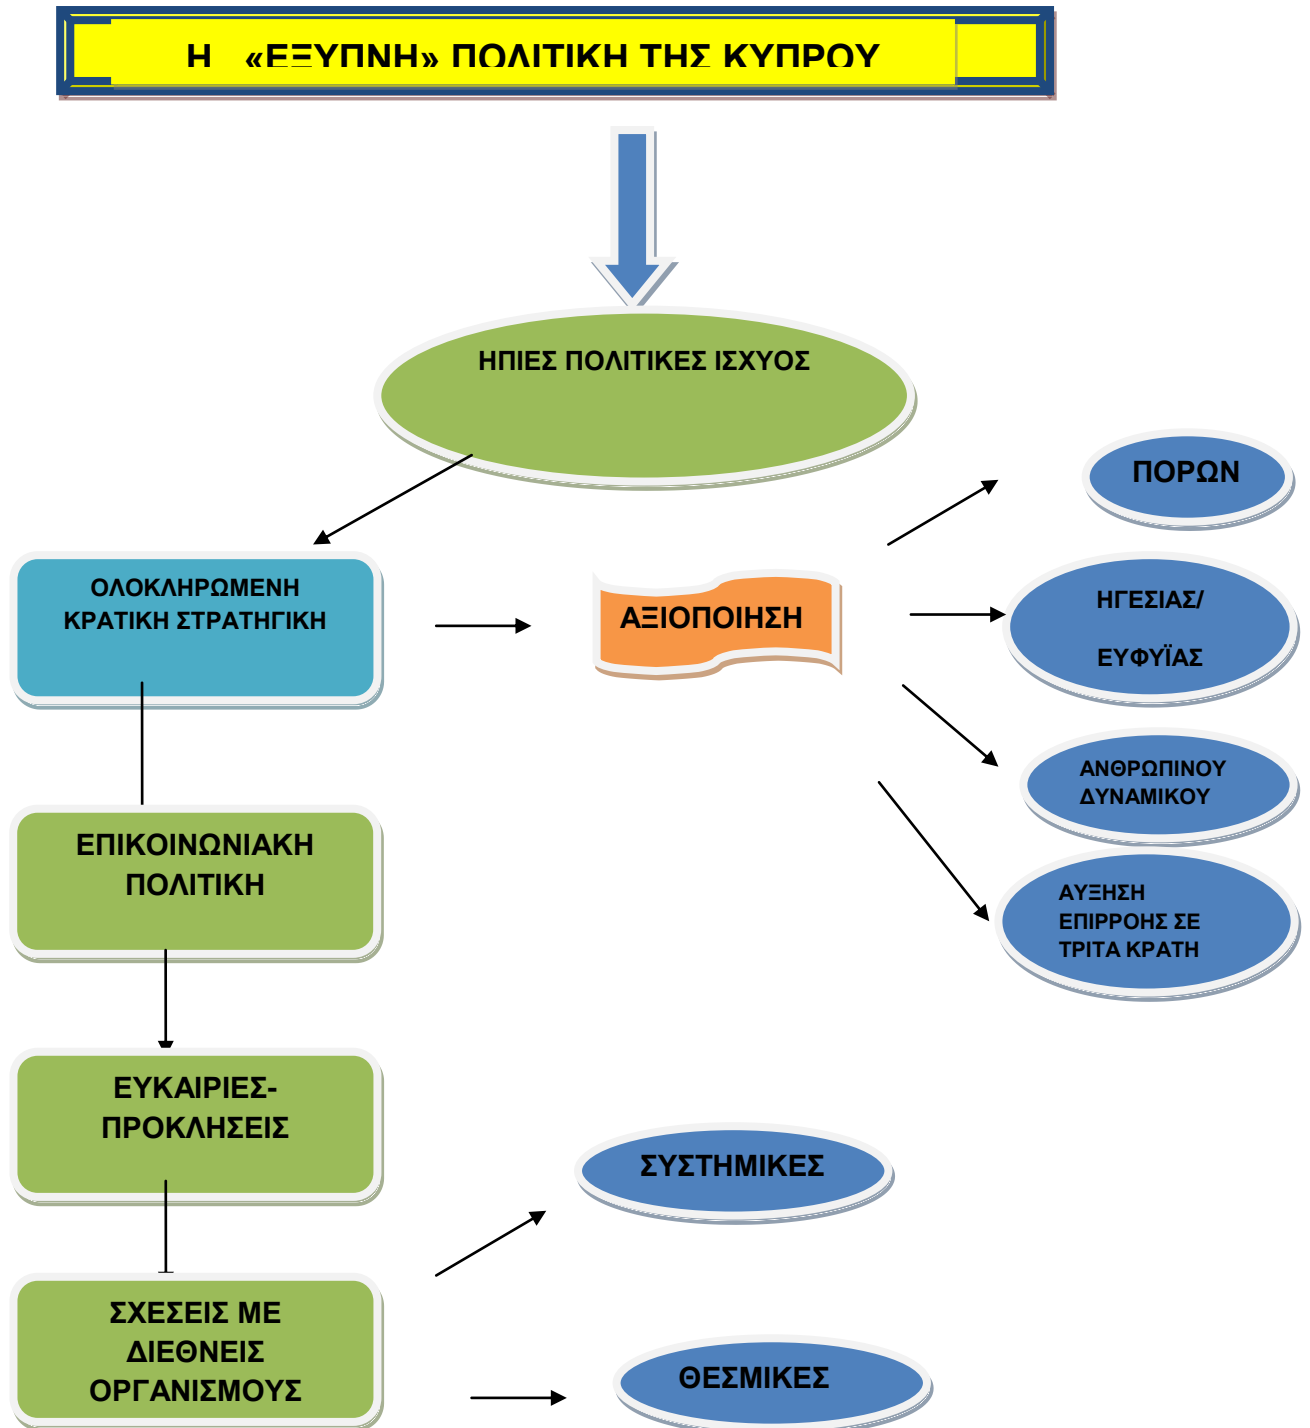 Η «ΕΞΥΠΝΗ» ΠΟΛΙΤΙΚΗ ΤΗΣ ΚΥΠΡΟΥ
ΗΠΙΕΣ ΠΟΛΙΤΙΚΕΣ ΙΣΧΥΟΣ
ΠΟΡΩΝ
ΟΛΟΚΛΗΡΩΜΕΝΗ
ΚΡΑΤΙΚΗ ΣΤΡΑΤΗΓΙΚΗ
ΑΞΙΟΠΟΙΗΣΗ
ΗΓΕΣΙΑΣ/
ΕΥΦΥΪΑΣ
ΑΝΘΡΩΠΙΝΟΥ
ΔΥΝΑΜΙΚΟΥ
ΕΠΙΚΟΙΝΩΝΙΑΚΗ
ΠΟΛΙΤΙΚΗ
ΑΥΞΗΣΗ
ΕΠΙΡΡΟΗΣ ΣΕ
ΤΡΙΤΑ ΚΡΑΤΗ
ΕΥΚΑΙΡΙΕΣ-
ΠΡΟΚΛΗΣΕΙΣ
ΣΥΣΤΗΜΙΚΕΣ
ΣΧΕΣΕΙΣ ΜΕ
ΔΙΕΘΝΕΙΣ
ΟΡΓΑΝΙΣΜΟΥΣ
ΘΕΣΜΙΚΕΣ